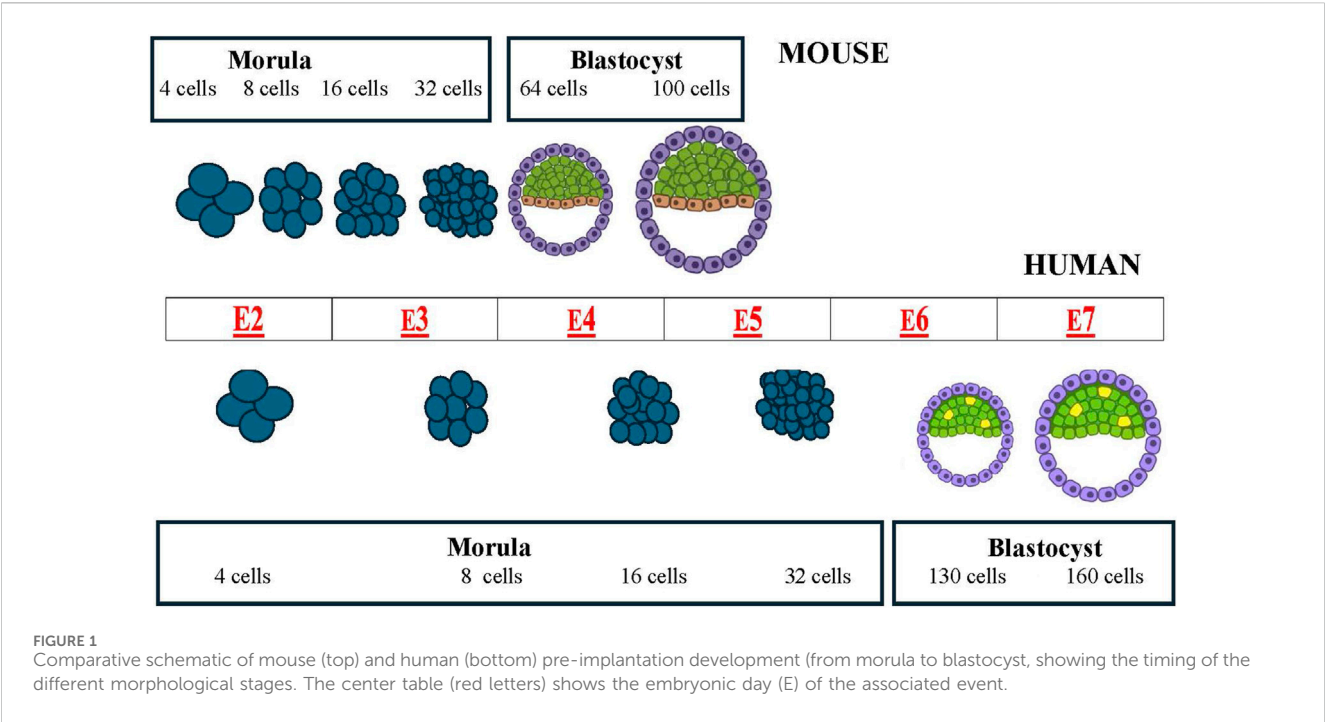 MOUSE
Morula
4 cells 8 cells 16 cells 32 cells
Blastocyst
64 cells 100 cells
HUMAN
E2 E3 E4 E5 E6 E7
Morula
4 cells 8 cells 16 cells 32 cells
Blastocyst
130 cells 160 cells
FIGURE 1
Comparative schematic of mouse (top) and human (bottom) pre-implantation development (from morula to blastocyst, showing the timing of the
different morphological stages. The center table (red letters) shows the embryonic day (E) of the associated event.